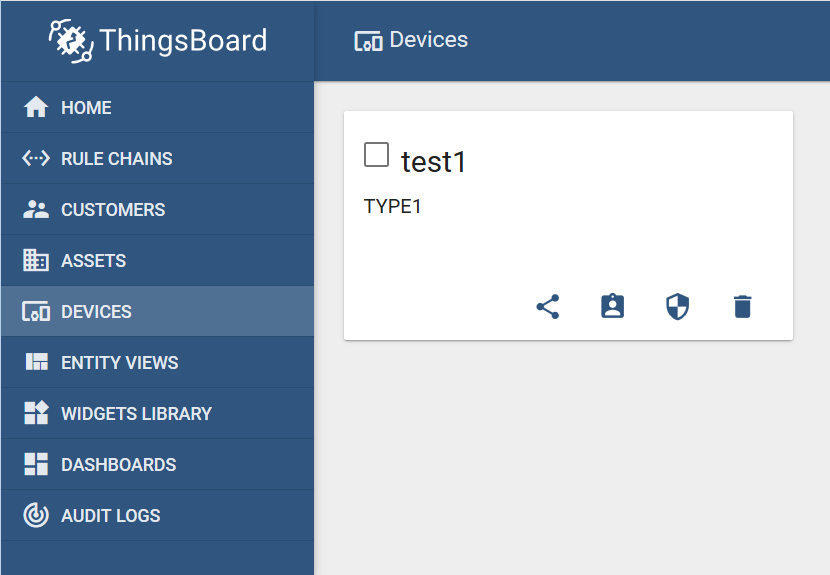 ThingsBoard
Devices
HOME
RULE CHAINS
CUSTOMERS
ASSETS
DEVICES
ENTITY VIEWS
WIDGETS LIBRARY
DASHBOARDS
AUDIT LOGS
test1
TYPE1